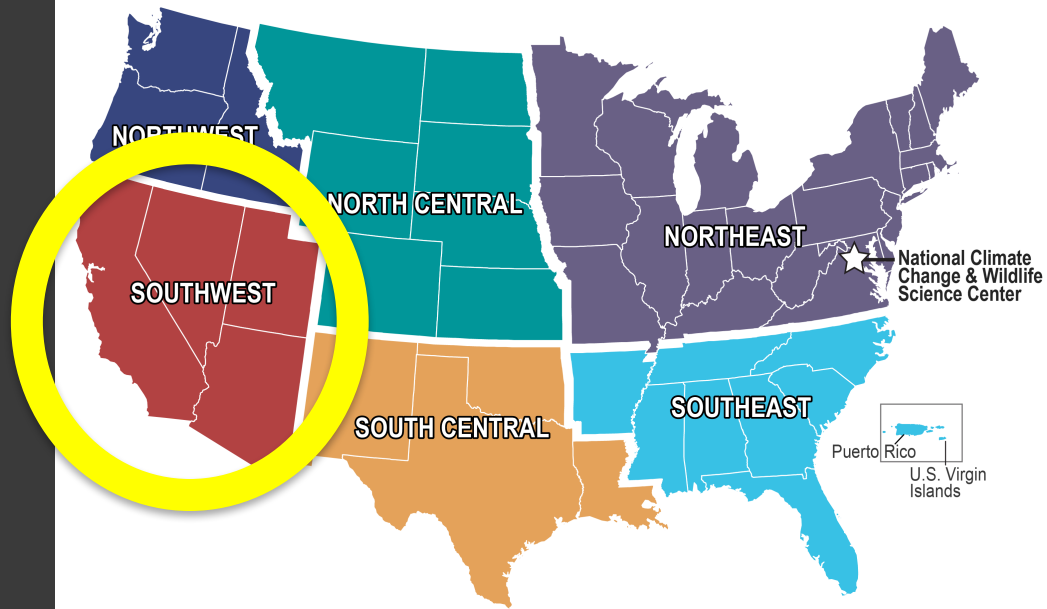 NORTHWEST
NORTH CENTRAL
NORTHEAST
National Climate
Change & Wildlife
Science Center
SOUTHWEST
SOUTH CENTRAL
SOUTHEAST
Puerto Rico
U.S. Virgin
Islands